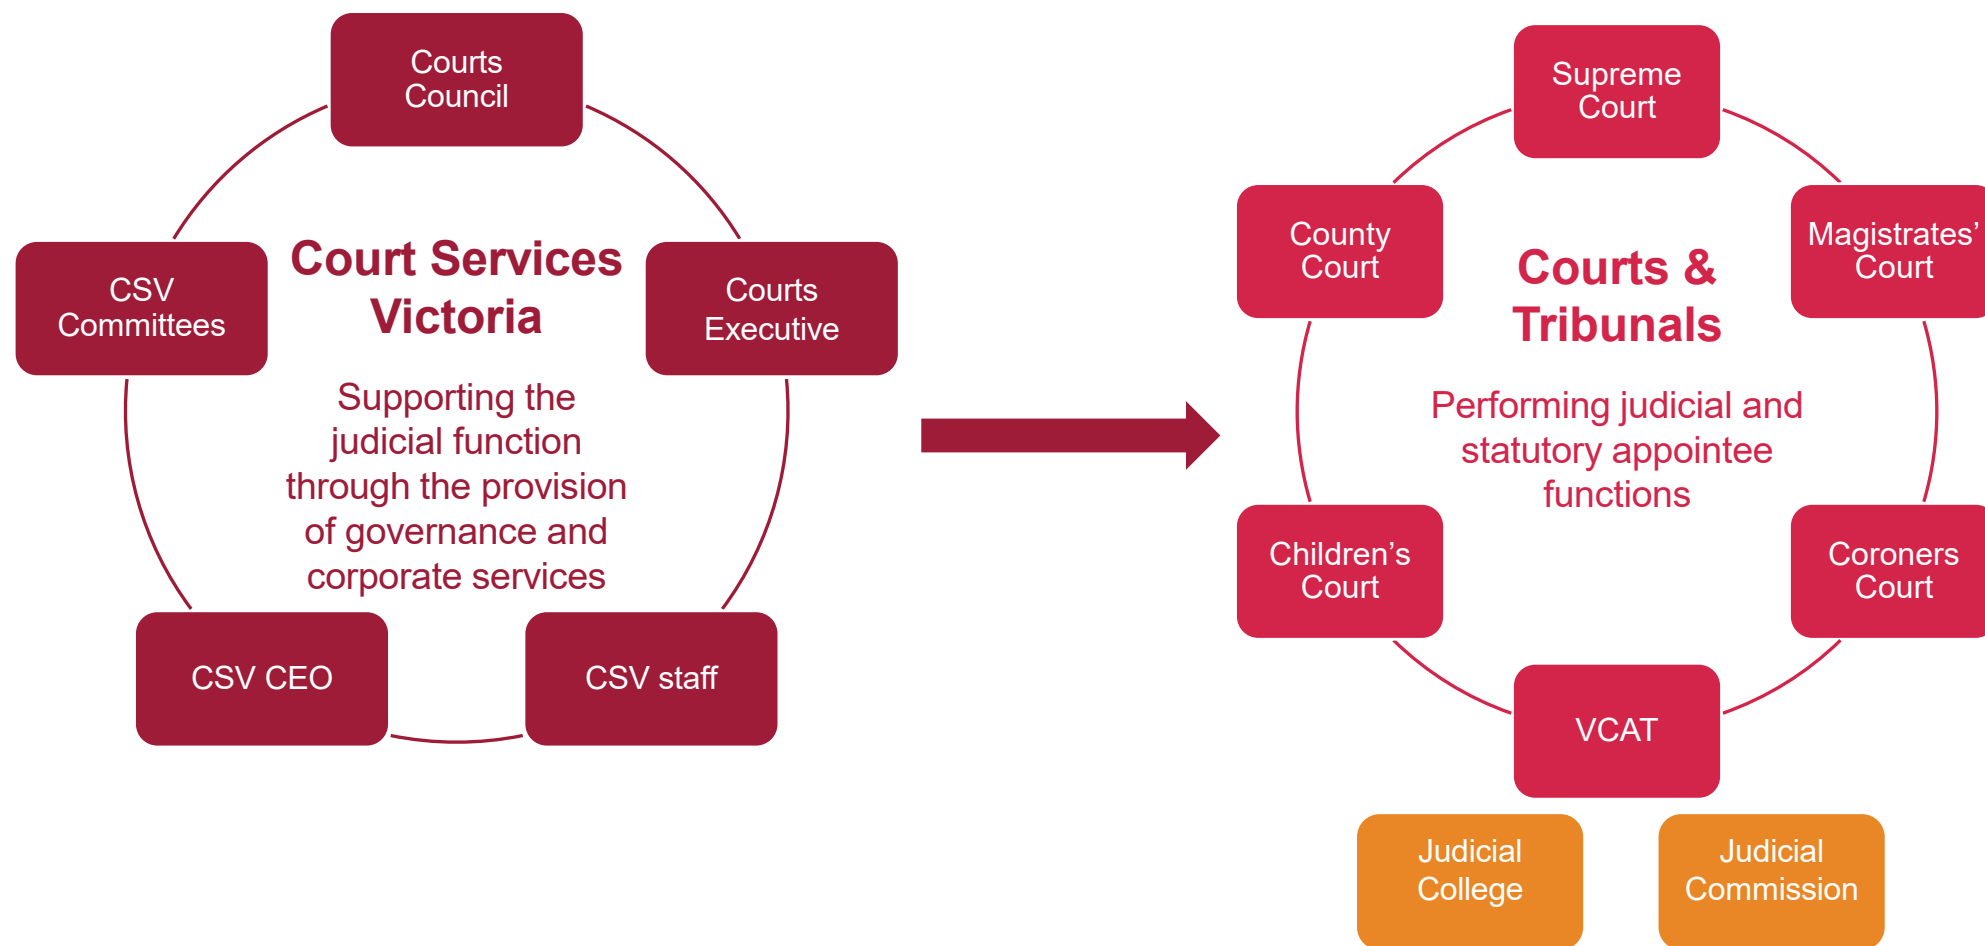 Courts
Council
CSV
Committees
Court Services
Victoria
Courts
Executive
Supporting the
judicial function
through the provision
of governance and
corporate services
CSV CEO
CSV staff
Supreme
Court
County
Court
Courts &
Tribunals
Magistrates’
Court
Performing judicial and
statutory appointee
functions
Children’s
Court
Coroners
Court
VCAT
Judicial
College
Judicial
Commission